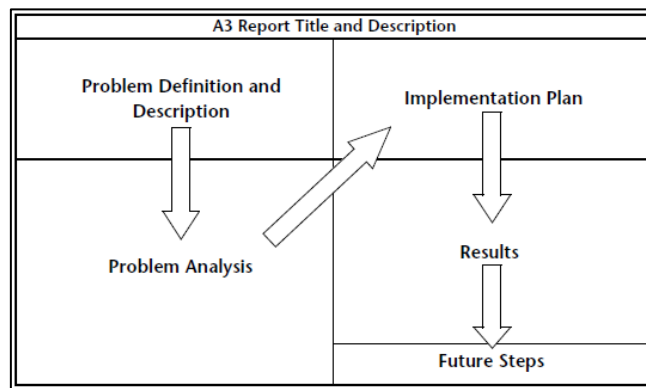 A3 Report Title and Description
Problem Definition and
Description
Problem Analysis
Implementation Plan
Results
Future Steps